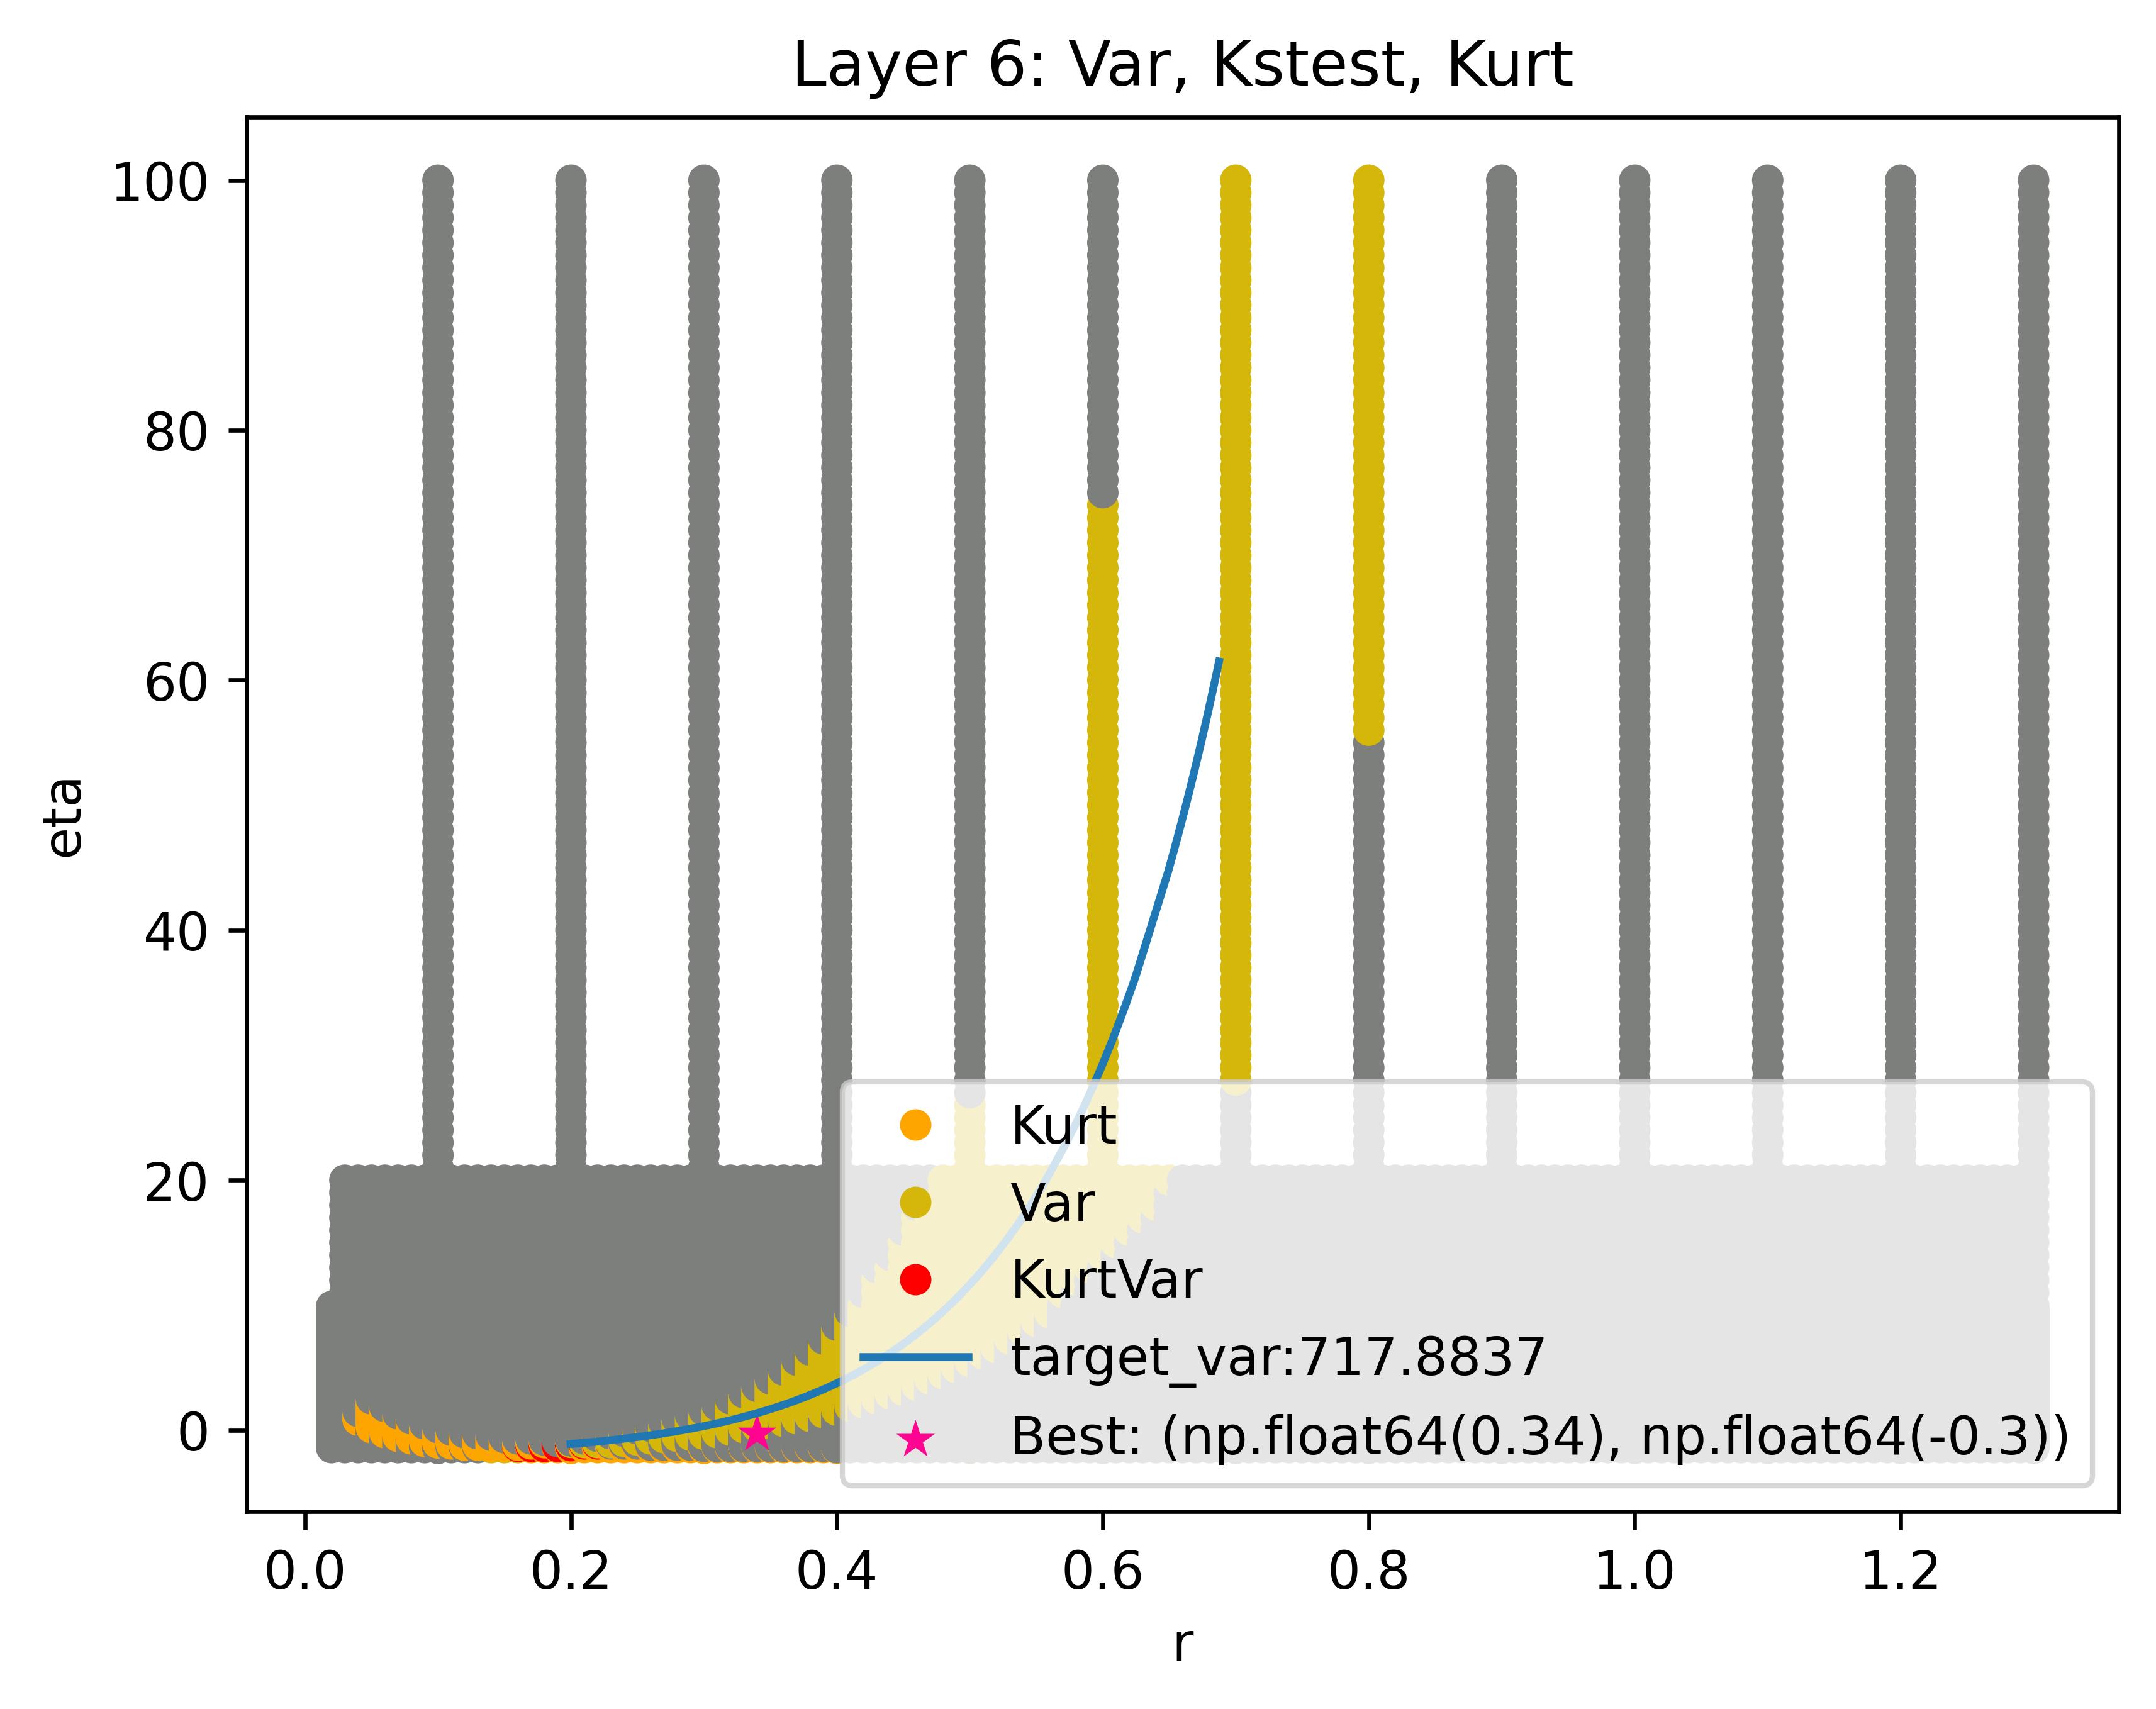 Layer 6: Var, Kstest, Kurt
100
80
60
40
20
0
eta
Kurt
Var
KurtVar
target_var:717.8837
Best: (np.float64(0.34), np.float64(-0.3))
0.0 0.2 0.4 0.6 0.8 1.0 1.2
r